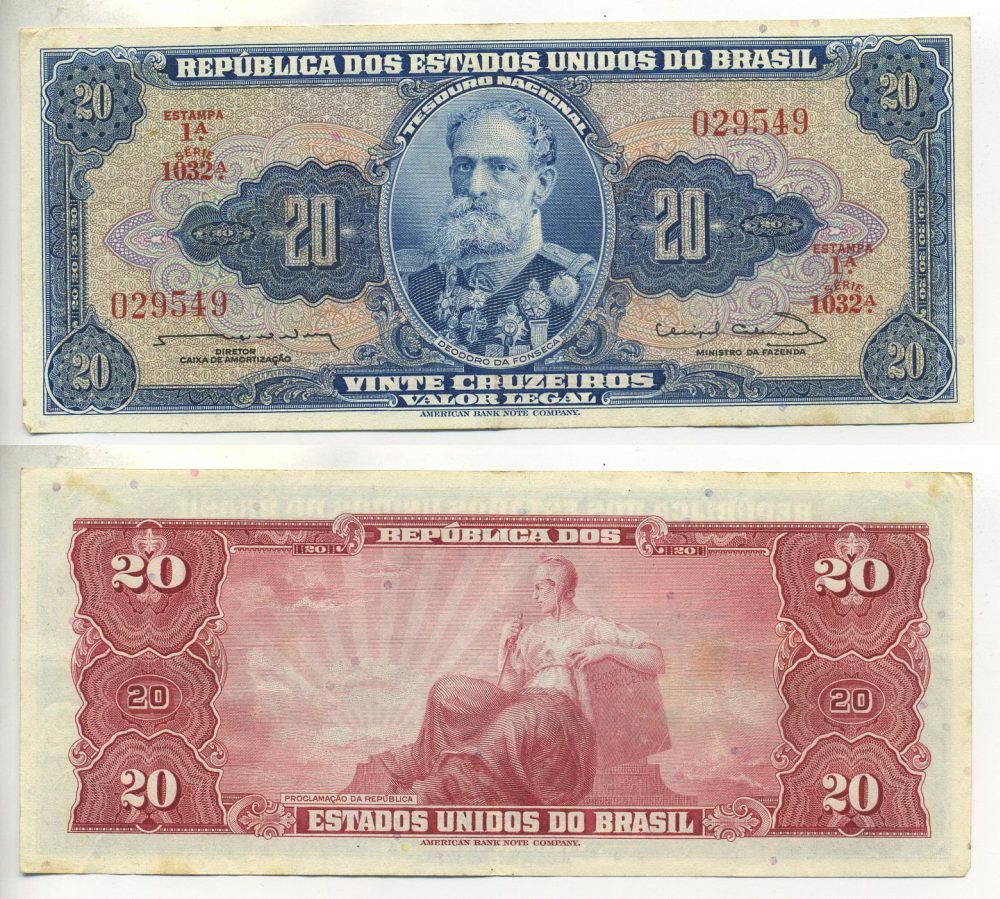 REPÚBLICA DOS ESTADOS UNIDOS DO BRASIL
TESOURO NACIONAL
20
20
ESTAMPA
1A
SÉRIE
1032A.
029549
20
20
ESTAMPA
1A.
SÉRIE
1032A.
029549
DIRETOR
CAIXA DE AMORTIZAÇÃO
MINISTRO DA FAZENDA
DEODORO DA FONSECA
20
20
VINTE CRUZEIROS
VALOR LEGAL
AMERICAN BANK NOTE COMPANY.
REPÚBLICA DOS
20
20
20
20
20
20
20
20
PROCLAMAÇÃO DA REPÚBLICA
ESTADOS UNIDOS DO BRASIL
AMERICAN BANK NOTE COMPANY.